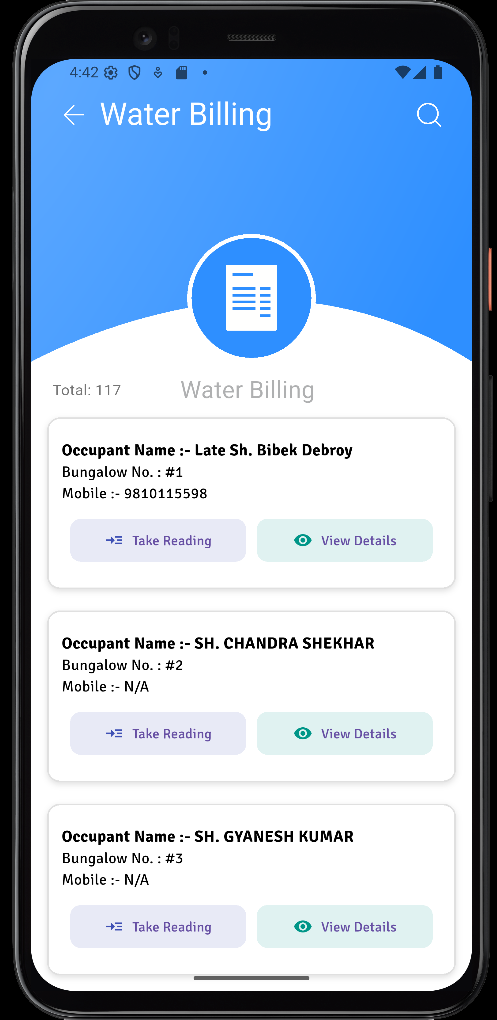 4:42
Water Billing
Total: 117
Water Billing
Occupant Name :- Late Sh. Bibek Debroy
Bungalow No. : #1
Mobile :- 9810115598
Take Reading
View Details
Occupant Name :- SH. CHANDRA SHEKHAR
Bungalow No. : #2
Mobile :- N/A
Take Reading
View Details
Occupant Name :- SH. GYANESH KUMAR
Bungalow No. : #3
Mobile :- N/A
Take Reading
View Details